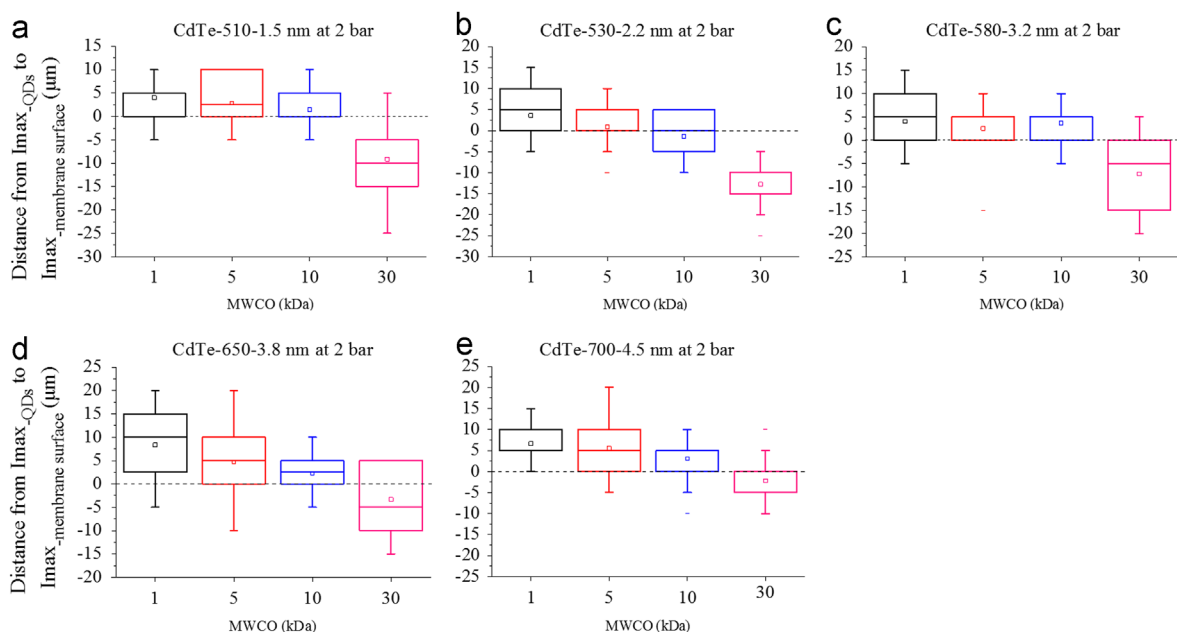 a
CdTe-510-1.5 nm at 2 bar
Distance from Imax-QDs to
Imax-membrane surface (µm)
15
10
5
0
-5
-10
-15
-20
-25
-30
1 5 10 30
MWCO (kDa)
b
CdTe-530-2.2 nm at 2 bar
20
15
10
5
0
-5
-10
-15
-20
-25
-30
1 5 10 30
MWCO (kDa)
c
CdTe-580-3.2 nm at 2 bar
20
15
10
5
0
-5
-10
-15
-20
-25
1 5 10 30
MWCO (kDa)
d
CdTe-650-3.8 nm at 2 bar
Distance from Imax-QDs to
Imax-membrane surface (µm)
25
20
15
10
5
0
-5
-10
-15
-20
1 5 10 30
MWCO (kDa)
e
CdTe-700-4.5 nm at 2 bar
25
20
15
10
5
0
-5
-10
-15
-20
-25
1 5 10 30
MWCO (kDa)